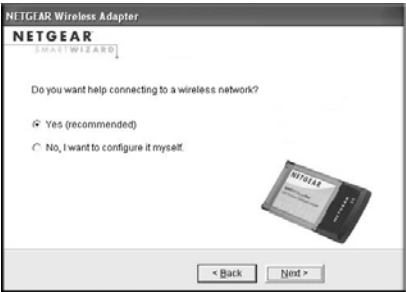 NETGEAR Wireless Adapter
NETGEAR
SMARTWIZARD
Do you want help connecting to a wireless network?
Yes (recommended)
No, I want to configure it myself.
NETGEAR
< Back
Next >